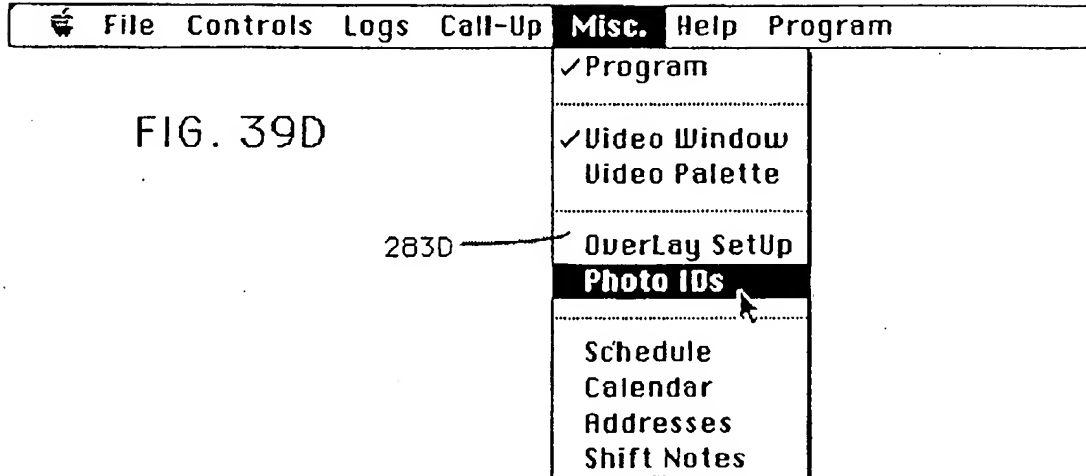 File Controls Logs Call-Up Misc. Help Program
✓Program
FIG. 39D
✓Video Window
Video Palette
283D
OverLay SetUp
Photo IDs
Schedule
Calendar
Addresses
Shift Notes